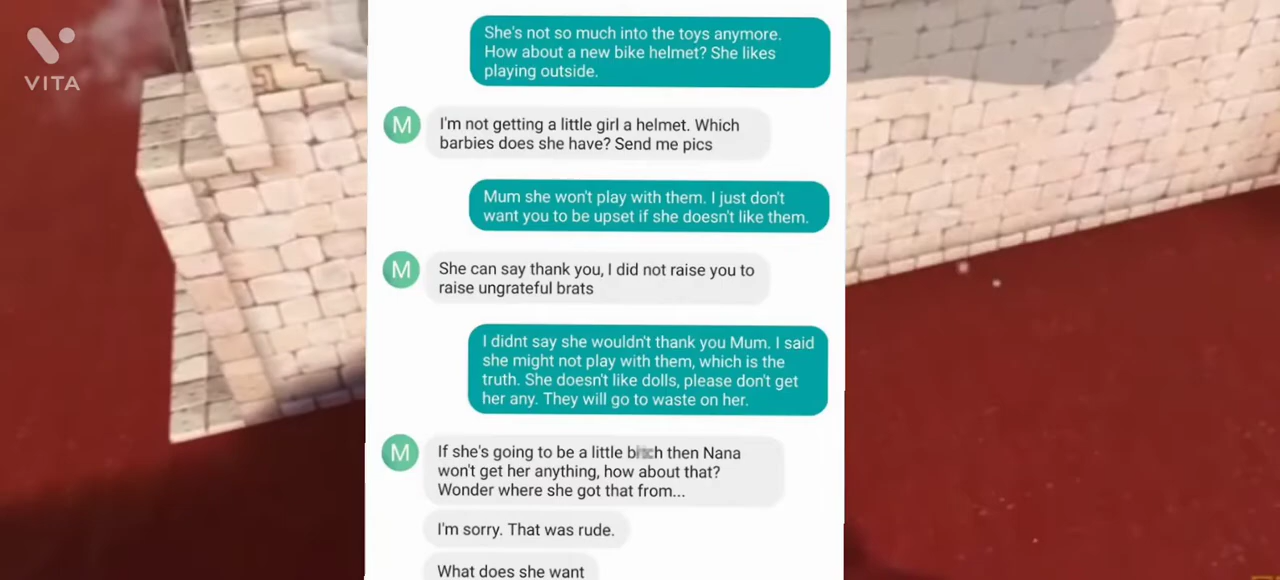 VITA
She's not so much into the toys anymore.
How about a new bike helmet? She likes
playing outside.
M
I'm not getting a little girl a helmet. Which
barbies does she have? Send me pics
Mum she won't play with them. I just don't
want you to be upset if she doesn't like them.
M
She can say thank you, I did not raise you to
raise ungrateful brats
I didnt say she wouldn't thank you Mum. I said
she might not play with them, which is the
truth. She doesn't like dolls, please don't get
her any. They will go to waste on her.
M
If she's going to be a little bitch then Nana
won't get her anything, how about that?
Wonder where she got that from...
I'm sorry. That was rude.
What does she want